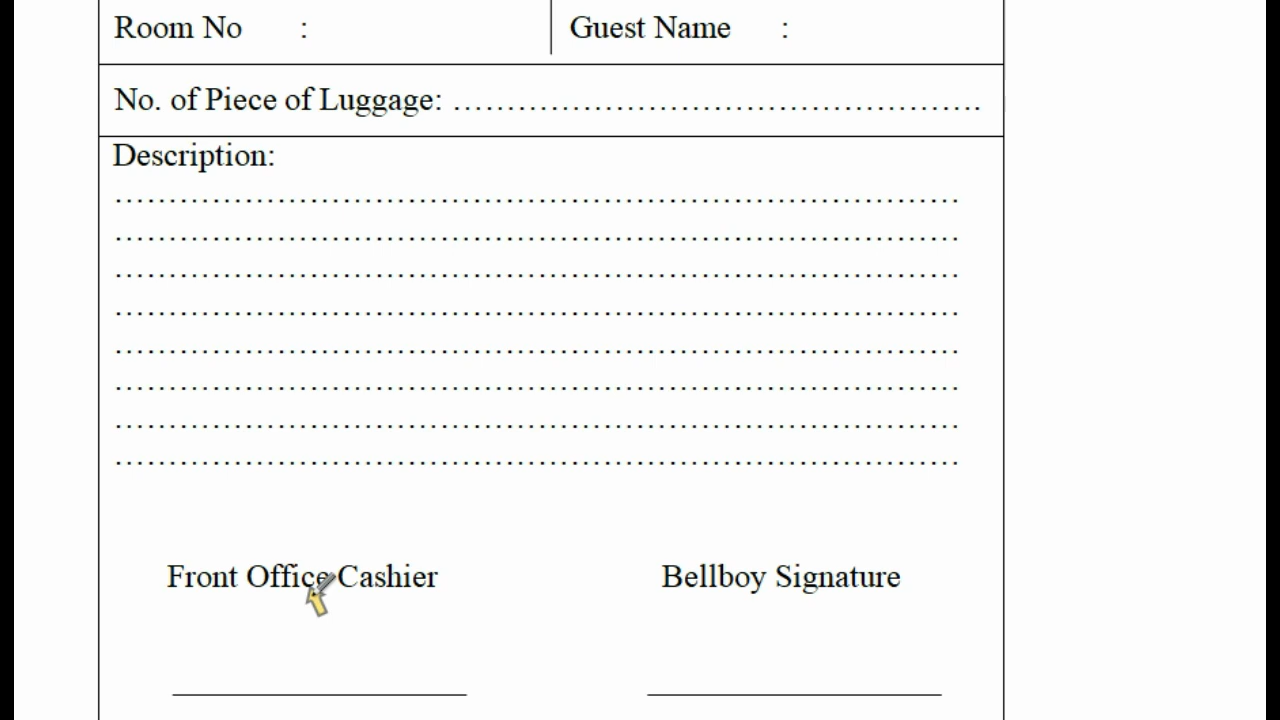 Room No : Guest Name :
No. of Piece of Luggage: ……………………………………………….
Description:
……………………………………………………………………………
……………………………………………………………………………
……………………………………………………………………………
……………………………………………………………………………
……………………………………………………………………………
……………………………………………………………………………
……………………………………………………………………………
……………………………………………………………………………
Front Office Cashier Bellboy Signature